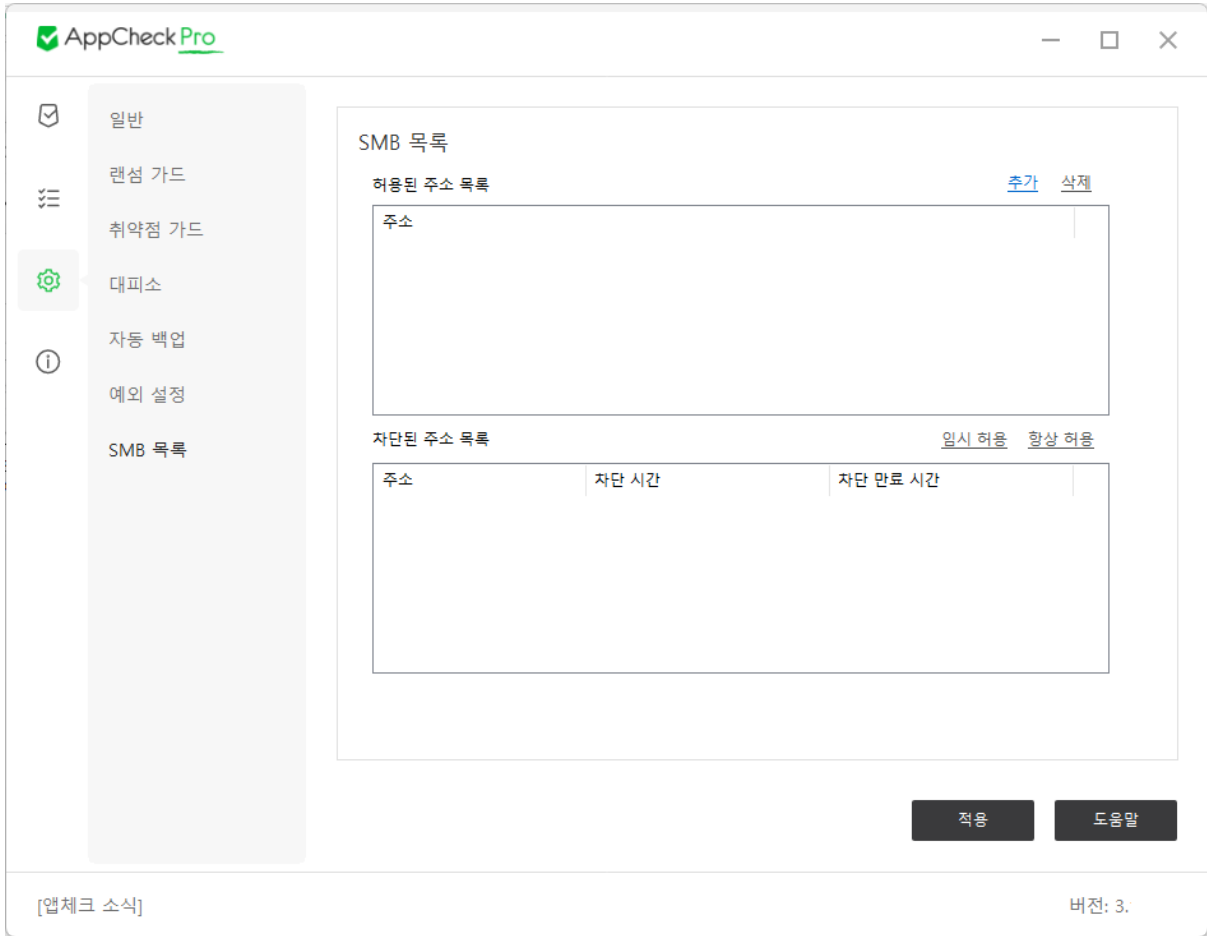 AppCheck Pro
일반
랜섬 가드
취약점 가드
대피소
자동 백업
예외 설정
SMB 목록
SMB 목록
허용된 주소 목록 추가 삭제
주소
차단된 주소 목록 임시 허용 항상 허용
주소 차단 시간 차단 만료 시간
적용 도움말
[앱체크 소식] 버전: 3.